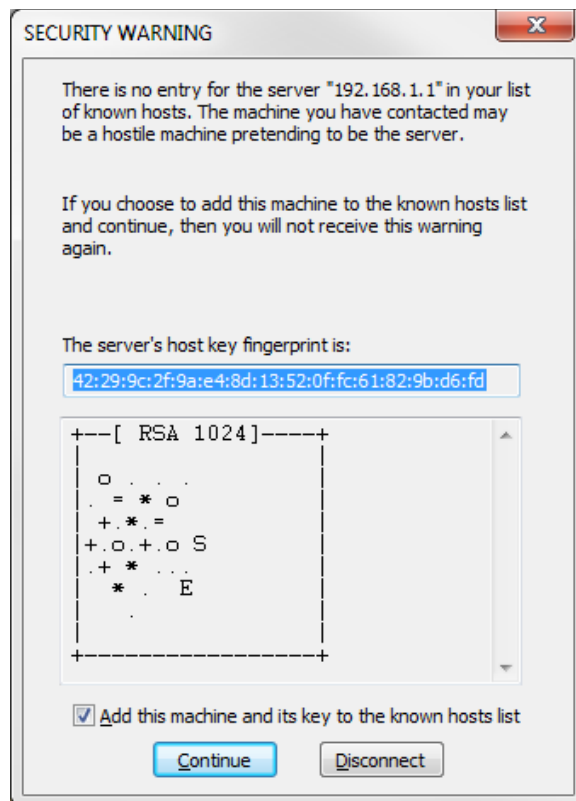 SECURITY WARNING
There is no entry for the server "192.168.1.1" in your list
of known hosts. The machine you have contacted may
be a hostile machine pretending to be the server.
If you choose to add this machine to the known hosts list
and continue, then you will not receive this warning
again.
The server's host key fingerprint is:
42:29:9c:2f:9a:e4:8d:13:52:0f:fc:61:82:9b:d6:fd
+--[ RSA 1024]----+
|                 |
| o . . .         |
|. = * o          |
| +.*.=           |
|+.o.+.o S        |
|.+ * ...         |
|  * .  E         |
|   .             |
|                 |
+-----------------+
Add this machine and its key to the known hosts list
Continue Disconnect